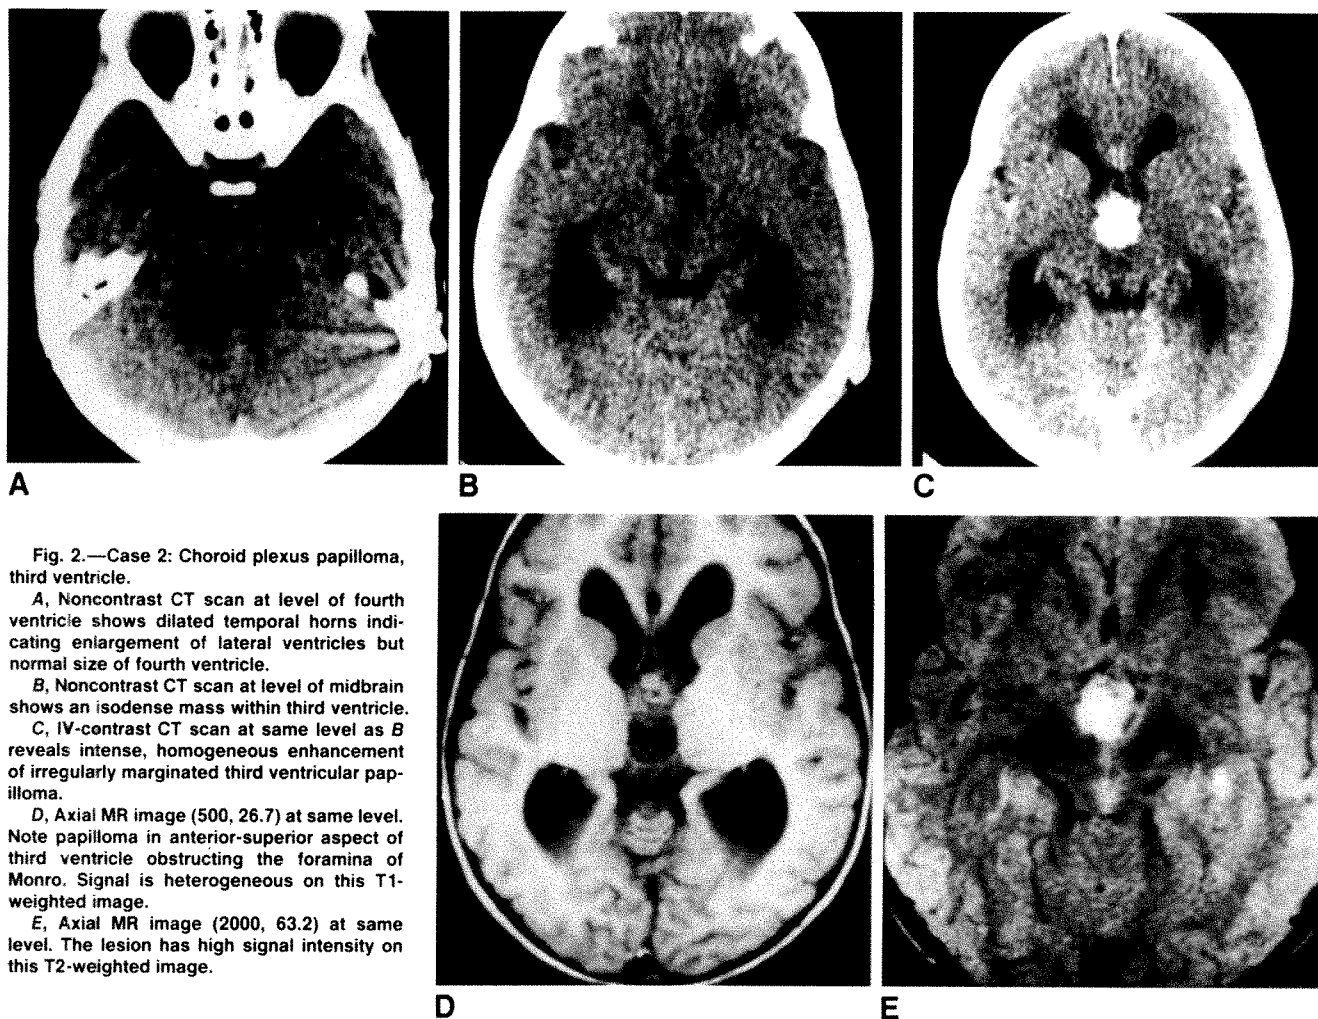 A
B
C
Fig. 2.—Case 2: Choroid plexus papilloma,
third ventricle.
A, Noncontrast CT scan at level of fourth
ventricle shows dilated temporal horns indi-
cating enlargement of lateral ventricles but
normal size of fourth ventricle.
B, Noncontrast CT scan at level of midbrain
shows an isodense mass within third ventricle.
C, IV-contrast CT scan at same level as B
reveals intense, homogeneous enhancement
of irregularly marginated third ventricular pap-
illoma.
D, Axial MR image (500, 26.7) at same level.
Note papilloma in anterior-superior aspect of
third ventricle obstructing the foramina of
Monro. Signal is heterogeneous on this T1-
weighted image.
E, Axial MR image (2000, 63.2) at same
level. The lesion has high signal intensity on
this T2-weighted image.
D
E